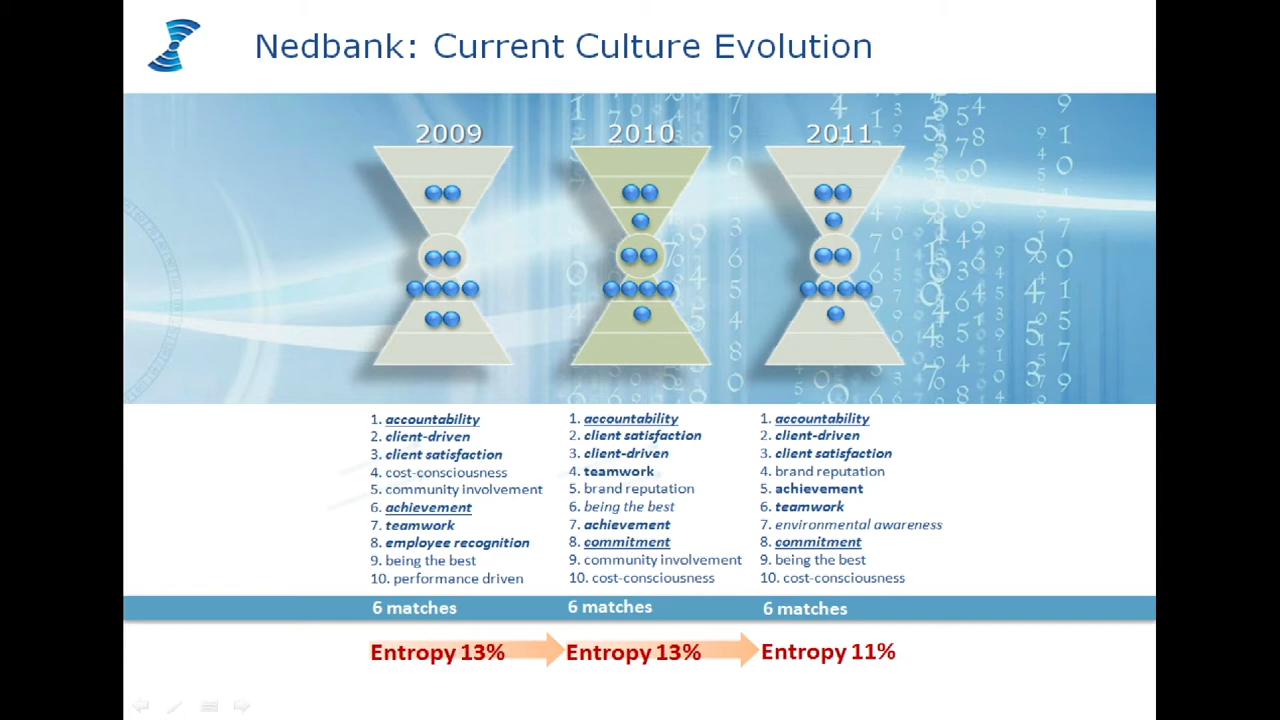 Nedbank: Current Culture Evolution
2009
2010
2011
1. accountability
2. client-driven
3. client satisfaction
4. cost-consciousness
5. community involvement
6. achievement
7. teamwork
8. employee recognition
9. being the best
10. performance driven
1. accountability
2. client satisfaction
3. client-driven
4. teamwork
5. brand reputation
6. being the best
7. achievement
8. commitment
9. community involvement
10. cost-consciousness
1. accountability
2. client-driven
3. client satisfaction
4. brand reputation
5. achievement
6. teamwork
7. environmental awareness
8. commitment
9. being the best
10. cost-consciousness
6 matches
6 matches
6 matches
Entropy 13%
Entropy 13%
Entropy 11%